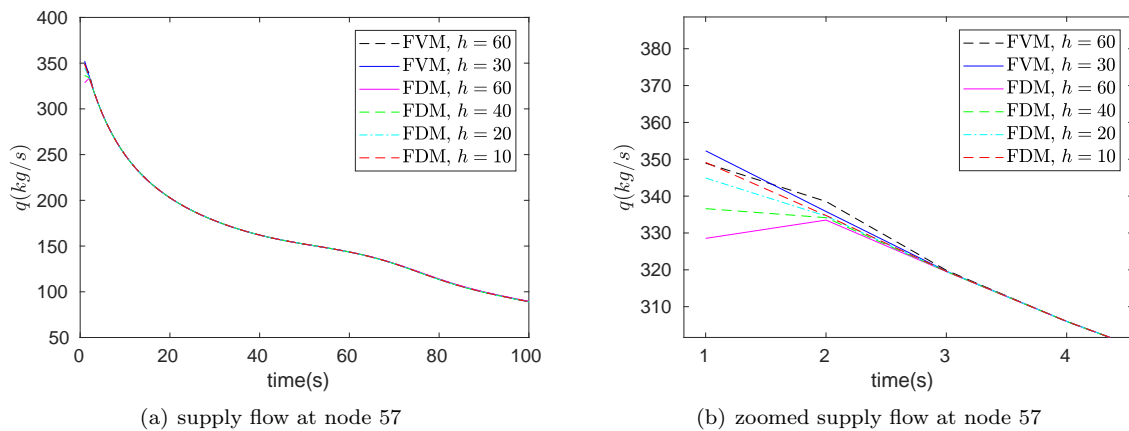 400
350
300
250
200
150
100
50
q(kg/s)
0 20 40 60 80 100
time(s)
FVM, h = 60
FVM, h = 30
FDM, h = 60
FDM, h = 40
FDM, h = 20
FDM, h = 10
(a) supply flow at node 57
380
370
360
350
340
330
320
310
q(kg/s)
1 2 3 4
time(s)
FVM, h = 60
FVM, h = 30
FDM, h = 60
FDM, h = 40
FDM, h = 20
FDM, h = 10
(b) zoomed supply flow at node 57